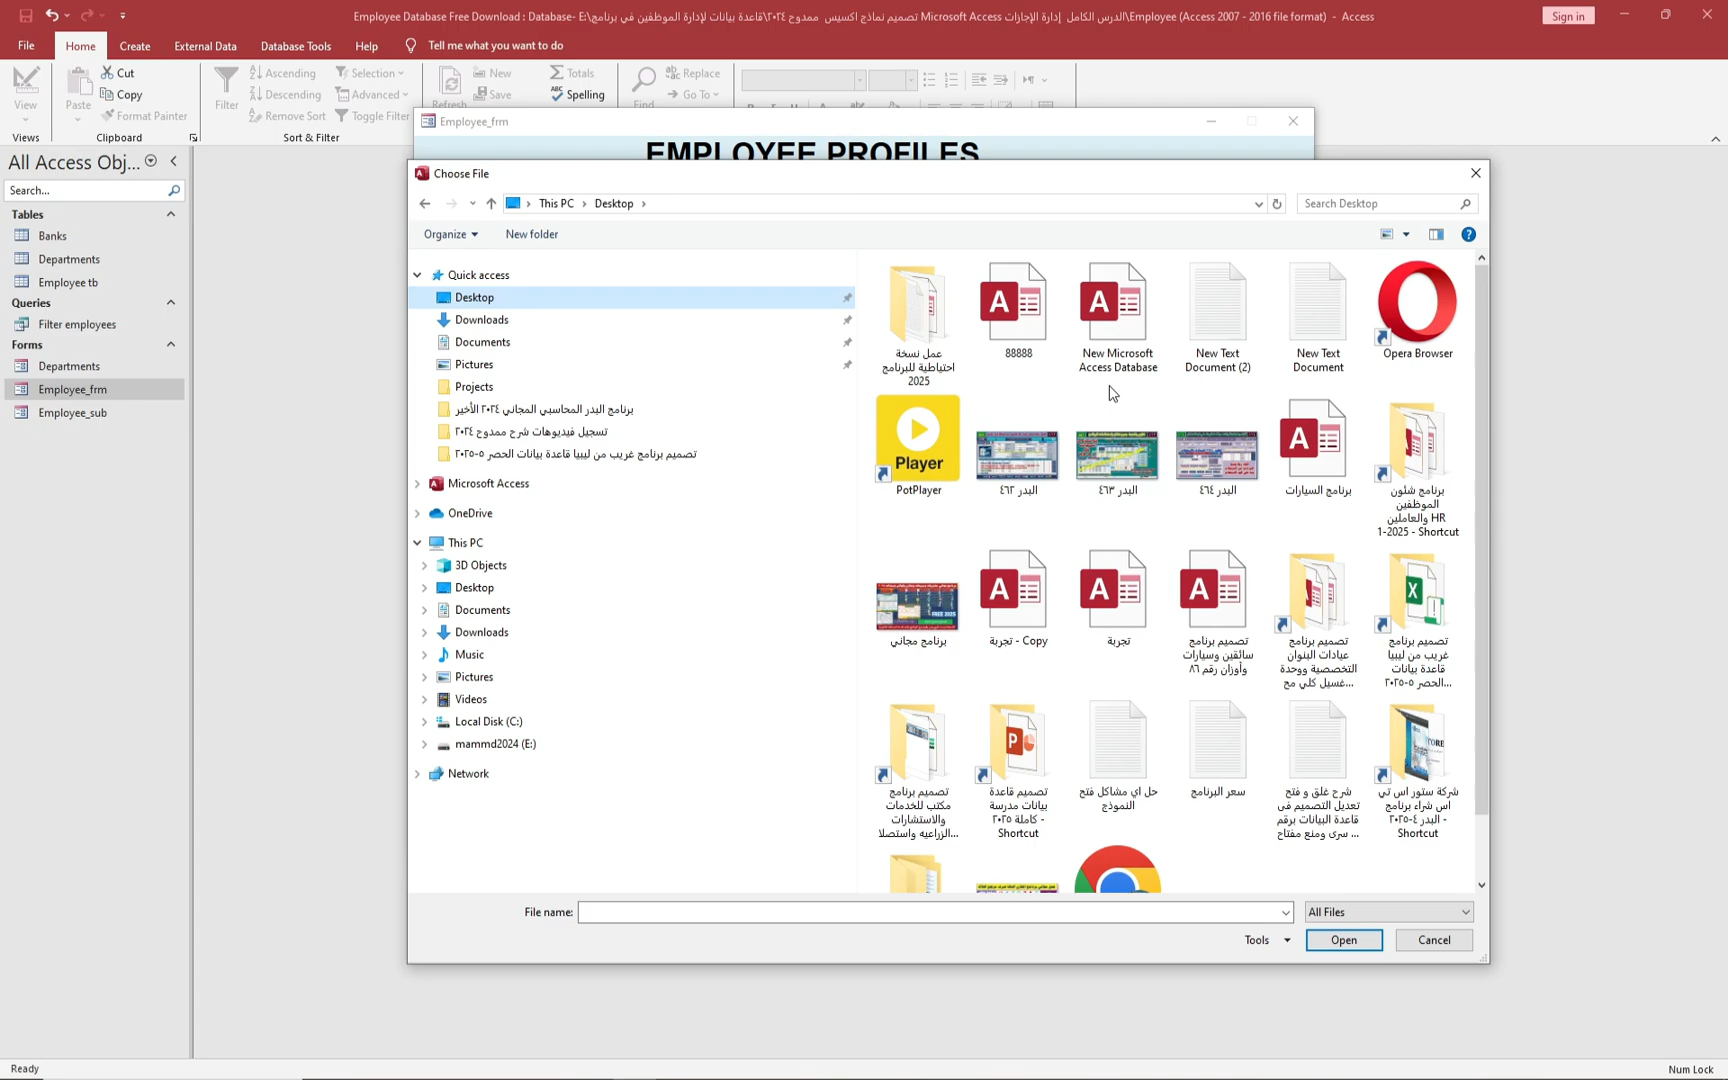 Employee Database Free Download : Database- E:\الدرس الكامل إدارة الإجازات Microsoft Access تصميم نماذج اكسيس ممدوح ٢٠٢٤\قاعدة بيانات لإدارة الموظفين في برنامج\Employee (Access 2007 - 2016 file format) - Access
Sign in
File Home Create External Data Database Tools Help Tell me what you want to do
View
Paste
Cut
Copy
Format Painter
Filter
Ascending
Descending
Remove Sort
Selection
Advanced
Toggle Filter
Refresh
New
Save
Totals
Spelling
Find
Replace
Go To
Views
Clipboard
Sort & Filter
All Access Obj...
Search...
Tables
Banks
Departments
Employee tb
Queries
Filter employees
Forms
Departments
Employee_frm
Employee_sub
Employee_frm
EMPLOYEE PROFILES
Choose File
This PC
Desktop
Search Desktop
Organize
New folder
Quick access
Desktop
Downloads
Documents
Pictures
Projects
برنامج البدر المحاسبي المجاني ٢٠٢٤ الأخير
تسجيل فيديوهات شرح ممدوح ٢٠٢٤
تصميم برنامج غريب من ليبيا قاعدة بيانات الحصر ٥-٢٠٢٥
Microsoft Access
OneDrive
This PC
3D Objects
Desktop
Documents
Downloads
Music
Pictures
Videos
Local Disk (C:)
mammd2024 (E:)
Network
عمل نسخة
احتياطية للبرنامج
2025
88888
New Microsoft
Access Database
New Text
Document (2)
New Text
Document
Opera Browser
Player
PotPlayer
البدر ٤٦٢
البدر ٤٦٣
البدر ٤٦٤
برنامج السيارات
برنامج شئون
الموظفين
والعاملين HR
1-2025 - Shortcut
برنامج مجاني
تجربة - Copy
تجربة
تصميم برنامج
سائقين وسيارات
وأوزان رقم ٨٦
تصميم برنامج
عيادات البنوان
التخصصية ووحدة
غسيل كلي مج...
تصميم برنامج
غريب من ليبيا
قاعدة بيانات
الحصر ٥-٢٠٢٥...
تصميم برنامج
مكتب للخدمات
والاستشارات
الزراعيه واستصلا...
تصميم قاعدة
بيانات مدرسة
كاملة ٢٠٢٥ -
Shortcut
حل اي مشاكل فتح
النموذج
سعر البرنامج
شرح غلق و فتح
تعديل التصميم فى
قاعدة البيانات برقم
سرى ومنع مفتاح ...
شركة ستور اس تي
اس شراء برنامج
البدر ٤-٢٠٢٥ -
Shortcut
File name:
All Files
Tools
Open
Cancel
Ready
Num Lock